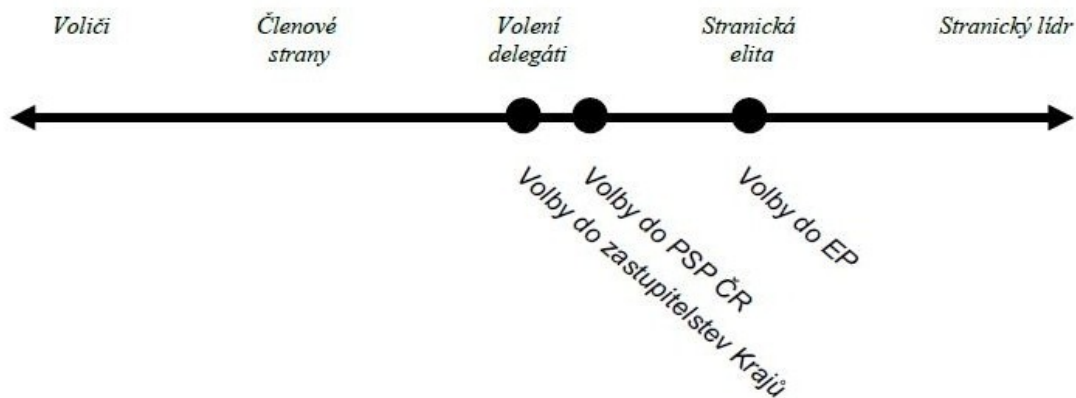 Voliči
Členové
strany
Volení
delegáti
Stranická
elita
Stranický lídr
Volby do zastupitelstev Krajů
Volby do PSP ČR
Volby do EP